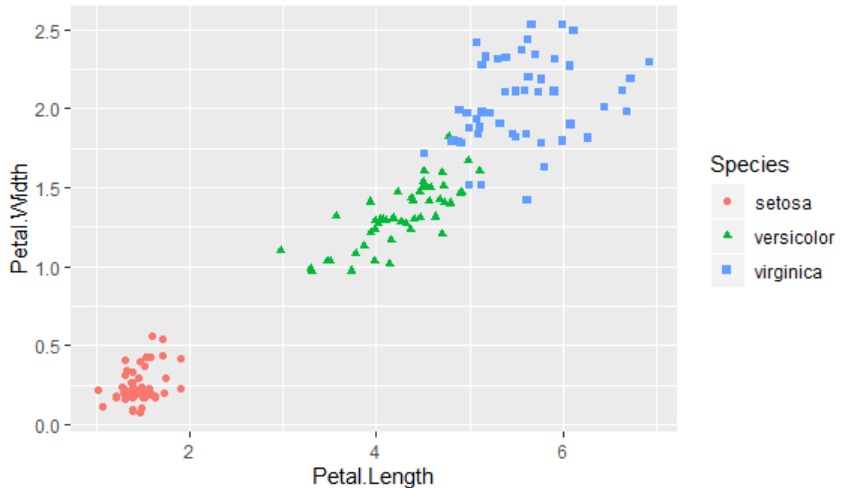 2.5
2.0
1.5
1.0
0.5
0.0
Petal.Width
2
4
6
Petal.Length
Species
setosa
versicolor
virginica